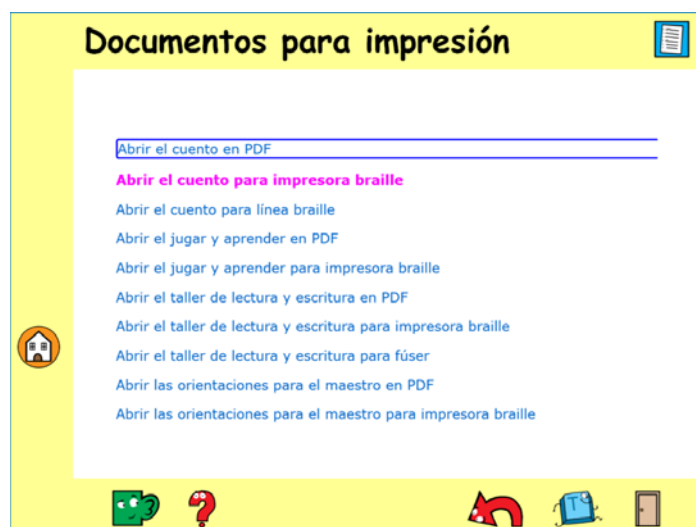 Documentos para impresión
Abrir el cuento en PDF
Abrir el cuento para impresora braille
Abrir el cuento para línea braille
Abrir el jugar y aprender en PDF
Abrir el jugar y aprender para impresora braille
Abrir el taller de lectura y escritura en PDF
Abrir el taller de lectura y escritura para impresora braille
Abrir el taller de lectura y escritura para fúser
Abrir las orientaciones para el maestro en PDF
Abrir las orientaciones para el maestro para impresora braille
T